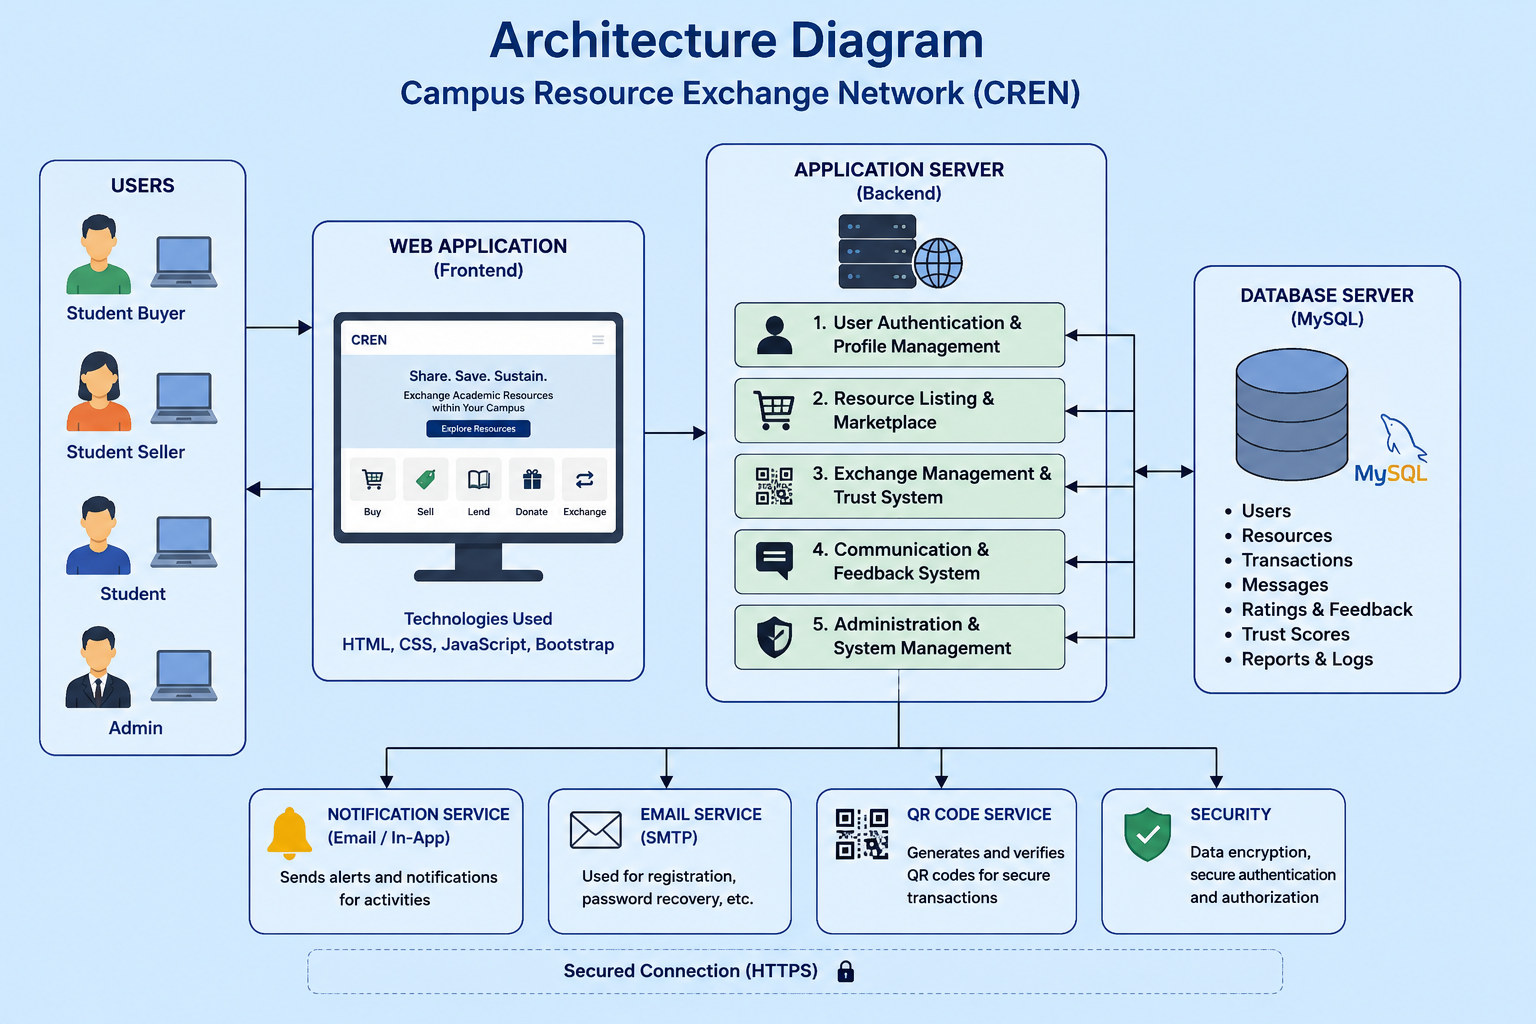 Architecture Diagram
Campus Resource Exchange Network (CREN)
USERS
Student Buyer
Student Seller
Student
Admin
WEB APPLICATION
(Frontend)
CREN
Share. Save. Sustain.
Exchange Academic Resources
within Your Campus
Explore Resources
Buy
Sell
Lend
Donate
Exchange
Technologies Used
HTML, CSS, JavaScript, Bootstrap
APPLICATION SERVER
(Backend)
1. User Authentication &
Profile Management
2. Resource Listing &
Marketplace
3. Exchange Management &
Trust System
4. Communication &
Feedback System
5. Administration &
System Management
DATABASE SERVER
(MySQL)
MySQL
• Users
• Resources
• Transactions
• Messages
• Ratings & Feedback
• Trust Scores
• Reports & Logs
NOTIFICATION SERVICE
(Email / In-App)
Sends alerts and notifications
for activities
EMAIL SERVICE
(SMTP)
Used for registration,
password recovery, etc.
QR CODE SERVICE
Generates and verifies
QR codes for secure
transactions
SECURITY
Data encryption,
secure authentication
and authorization
Secured Connection (HTTPS)